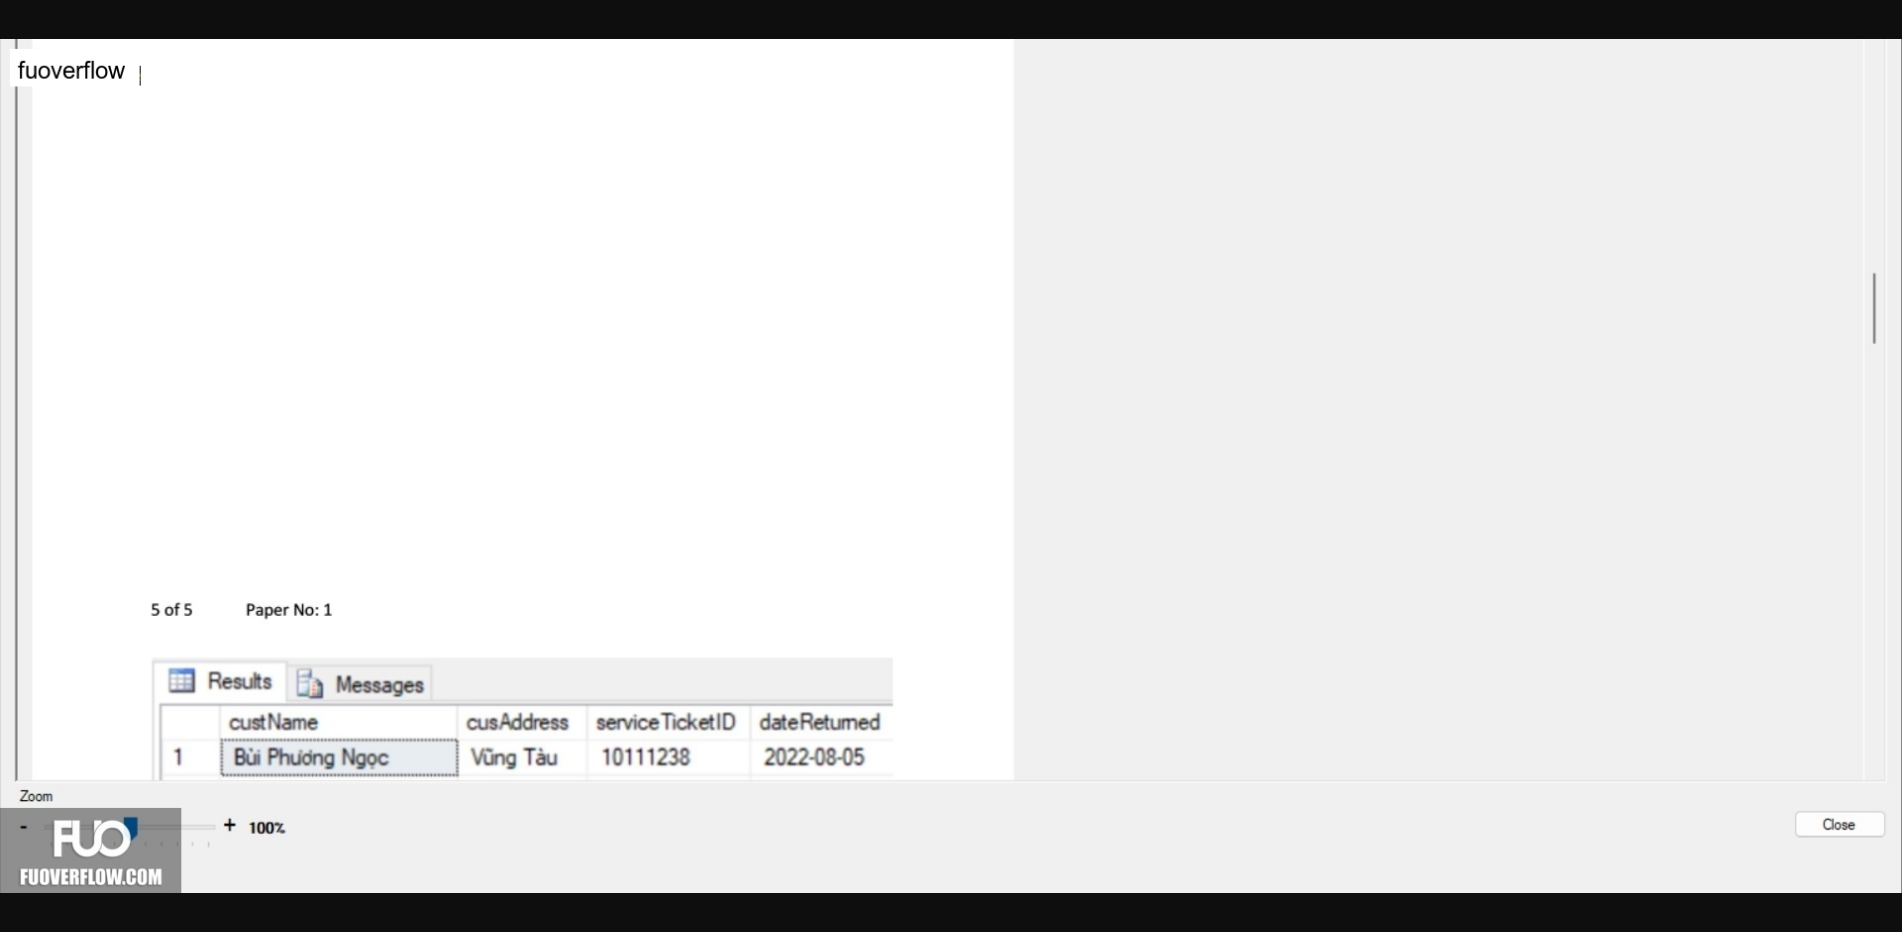 fuoverflow
5 of 5 Paper No: 1
Results Messages
custName cusAddress serviceTicketID dateReturned
1 Bùi Phương Ngọc Vũng Tàu 10111238 2022-08-05
Zoom
- + 100%
Close
FUO
FUOVERFLOW.COM